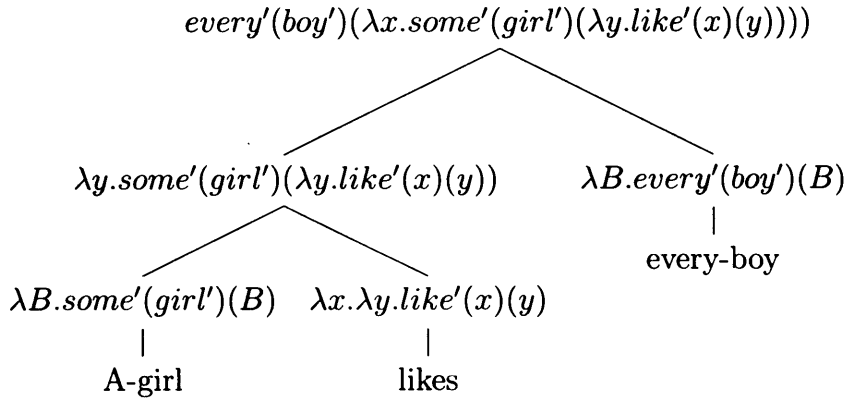 every′(boy′)(λx.some′(girl′)(λy.like′(x)(y))))
λy.some′(girl′)(λy.like′(x)(y)) λB.every′(boy′)(B)
every-boy
λB.some′(girl′)(B) λx.λy.like′(x)(y)
A-girl likes